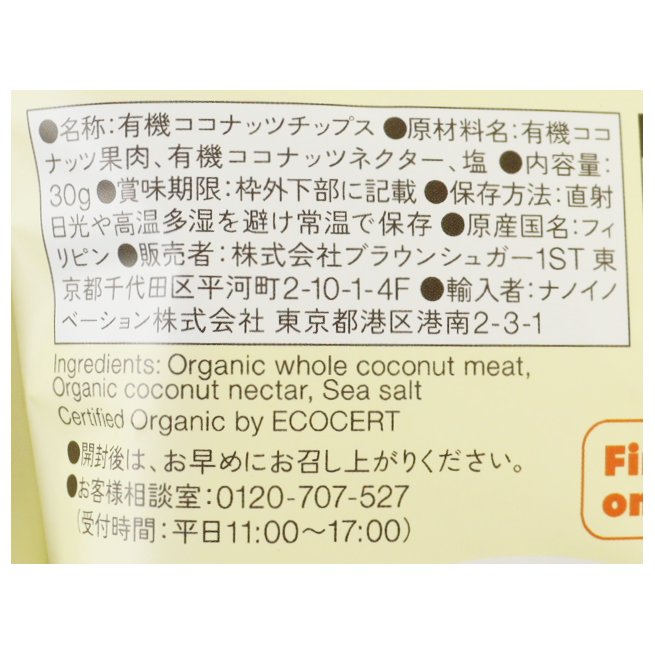 ●名称：有機ココナッツチップス ●原材料名：有機ココ
ナッツ果肉、有機ココナッツネクター、塩 ●内容量：
30g●賞味期限：枠外下部に記載 ●保存方法：直射
日光や高温多湿を避け常温で保存 ●原産国名：フィ
リピン ●販売者：株式会社ブラウンシュガー1ST 東
京都千代田区平河町2-10-1-4F ●輸入者：ナノイノ
ベーション株式会社 東京都港区港南2-3-1
Ingredients: Organic whole coconut meat,
Organic coconut nectar, Sea salt
Certified Organic by ECOCERT
●開封後は、お早めにお召し上がりください。
●お客様相談室：0120-707-527
（受付時間：平日11:00〜17:00）